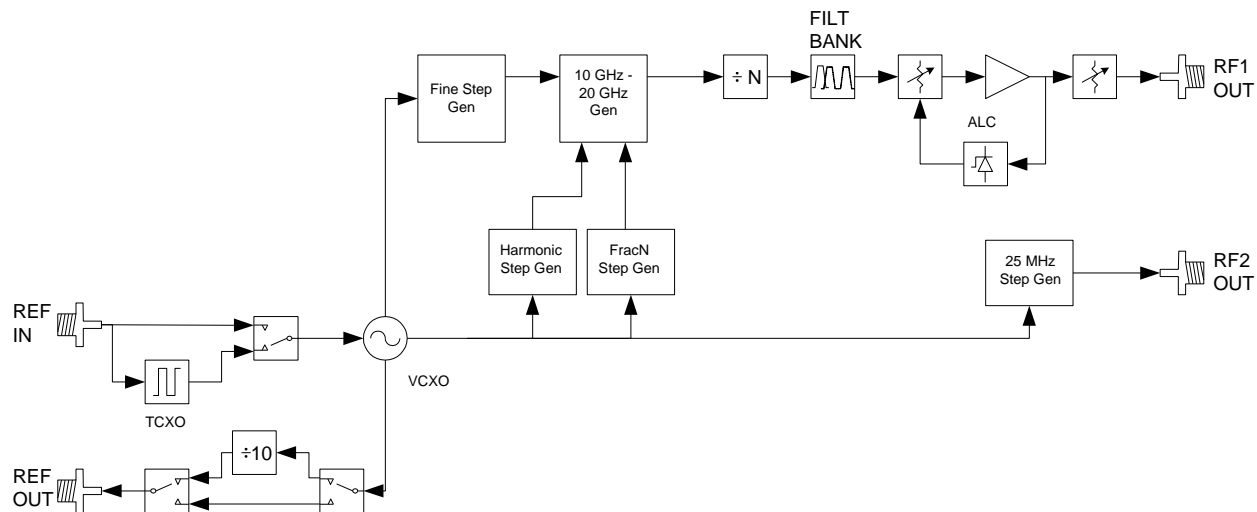 FILT
BANK
Fine Step
Gen
10 GHz -
20 GHz
Gen
÷ N
RF1
OUT
ALC
Harmonic
Step Gen
FracN
Step Gen
25 MHz
Step Gen
RF2
OUT
REF
IN
TCXO
VCXO
÷10
REF
OUT